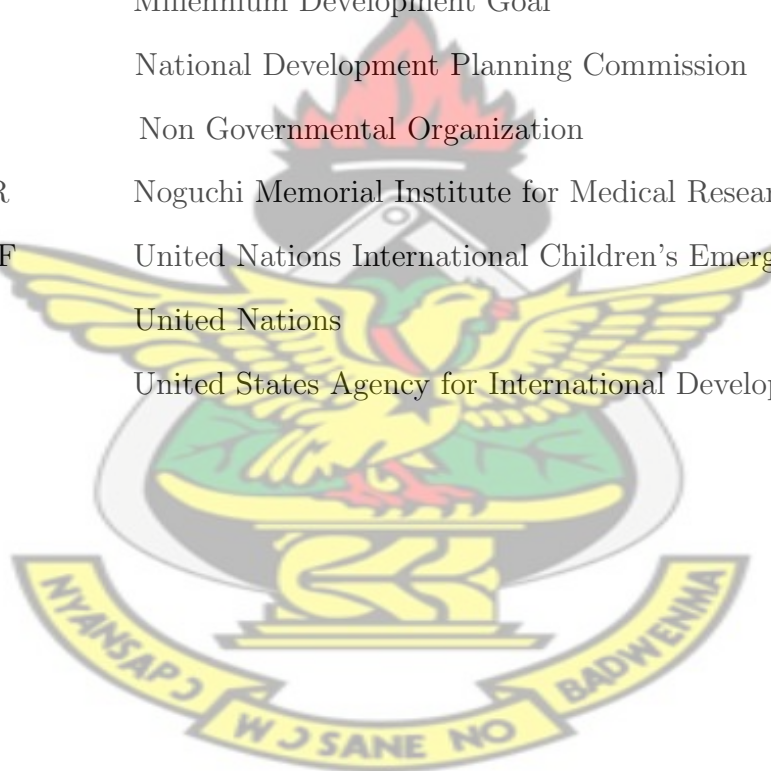 Millennium Development Goal
National Development Planning Commission
Non Governmental Organization
R Noguchi Memorial Institute for Medical Resear
F United Nations International Children's Emerg
United Nations
United States Agency for International Develop
NYANSAPƆ WƆSANE NO BADWENMA